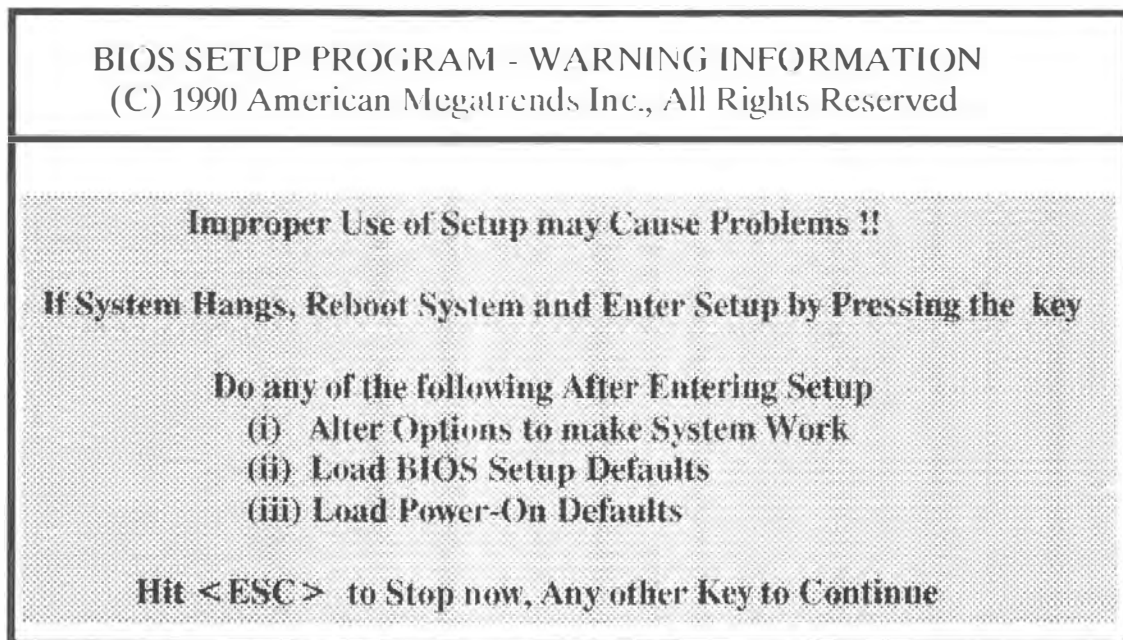 BIOS SETUP PROGRAM - WARNING INFORMATION
(C) 1990 American Megatrends Inc., All Rights Reserved
Improper Use of Setup may Cause Problems !!
If System Hangs, Reboot System and Enter Setup by Pressing the key
Do any of the following After Entering Setup
(i) Alter Options to make System Work
(ii) Load BIOS Setup Defaults
(iii) Load Power-On Defaults
Hit <ESC> to Stop now, Any other Key to Continue